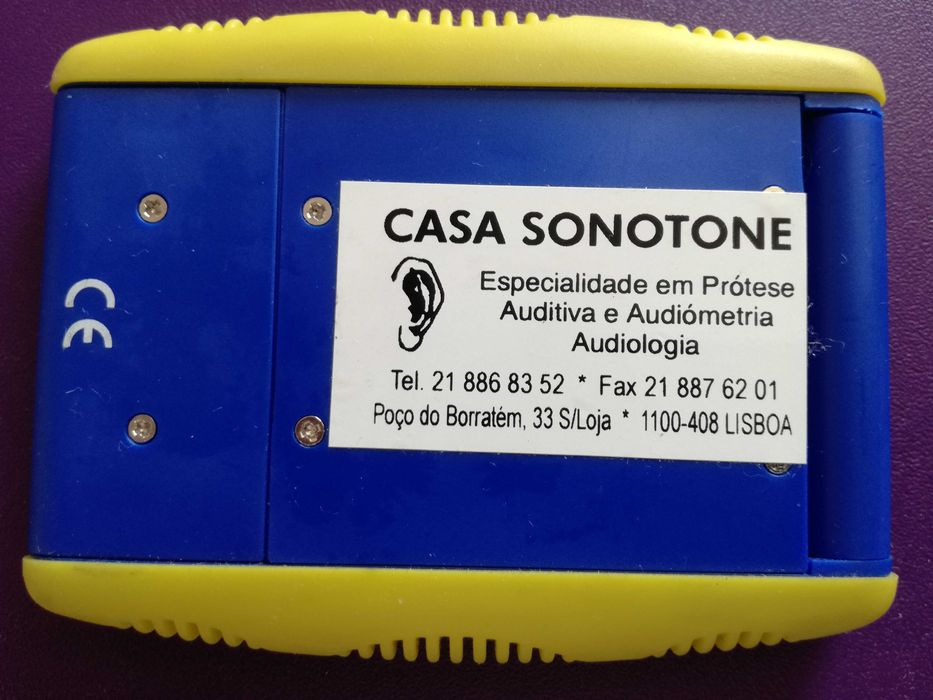 CE
CASA SONOTONE
Especialidade em Prótese
Auditiva e Audiómetria
Audiologia
Tel. 21 886 83 52 * Fax 21 887 62 01
Poço do Borratém, 33 S/Loja * 1100-408 LISBOA